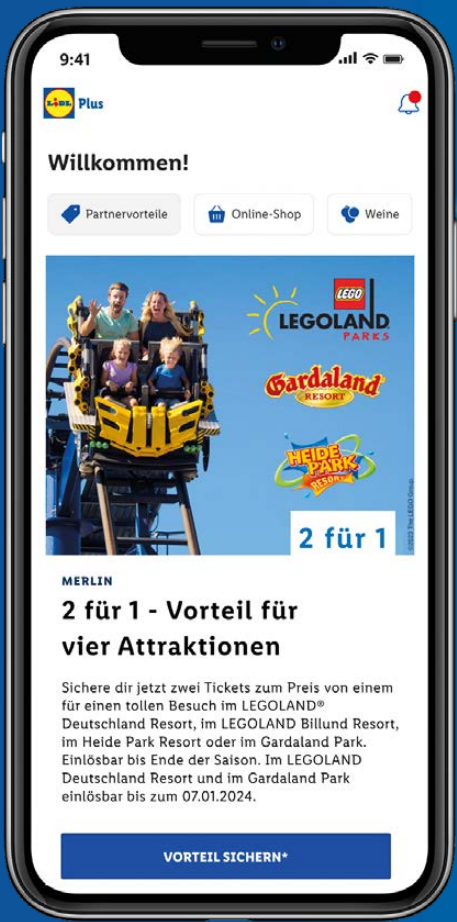 9:41
LIDL Plus
Willkommen!
Partnervorteile Online-Shop Weine
LEGO
LEGOLAND
PARKS
Gardaland
RESORT
HEIDE
PARK
RESORT
©2023 The LEGO Group.
2 für 1
MERLIN
2 für 1 - Vorteil für
vier Attraktionen
Sichere dir jetzt zwei Tickets zum Preis von einem
für einen tollen Besuch im LEGOLAND®
Deutschland Resort, im LEGOLAND Billund Resort,
im Heide Park Resort oder im Gardaland Park.
Einlösbar bis Ende der Saison. Im LEGOLAND
Deutschland Resort und im Gardaland Park
einlösbar bis zum 07.01.2024.
VORTEIL SICHERN*